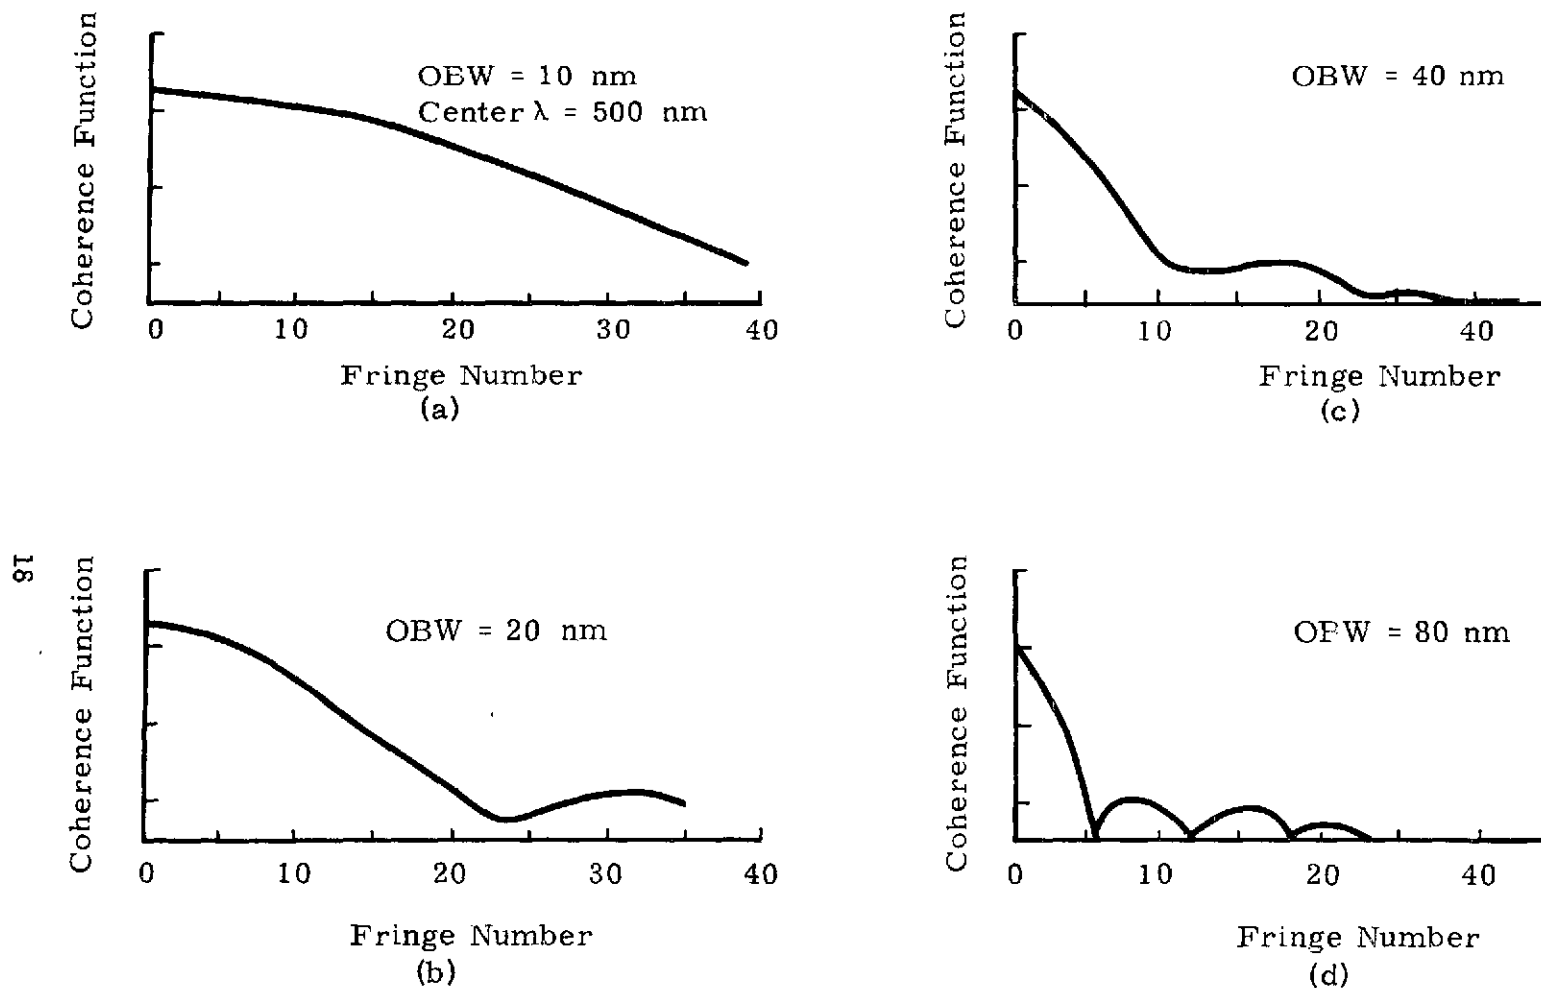 Coherence Function
OBW = 10 nm
Center λ = 500 nm
0 10 20 30 40
Fringe Number
(a)
Coherence Function
OBW = 40 nm
0 10 20 40
Fringe Number
(c)
18
Coherence Function
OBW = 20 nm
0 10 20 30 40
Fringe Number
(b)
Coherence Function
OPW = 80 nm
0 10 20 40
Fringe Number
(d)